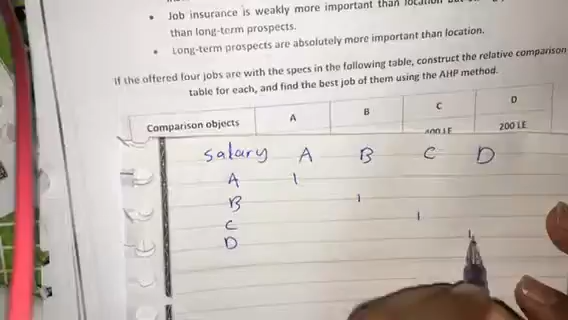 • Job insurance is weakly more important than location but
than long-term prospects.
• Long-term prospects are absolutely more important than location.
If the offered four jobs are with the specs in the following table, construct the relative comparison
table for each, and find the best job of them using the AHP method.
Comparison objects A B C D
200 LE
salary A B C D
A 1
B 1
C 1
D 1